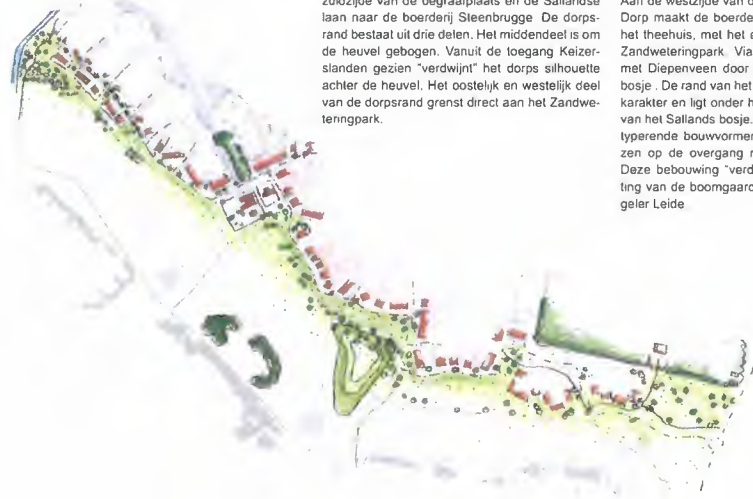 zuidzijde van de begraafplaats en de Sallandse
laan naar de boerderij Steenbrugge De dorps-
rand bestaat uit drie delen. Het middendeel is om
de heuvel gebogen. Vanuit de toegang Keizer-
slanden gezien "verdwijnt" het dorps silhouette
achter de heuvel. Het oostelijk en westelijk deel
van de dorpsrand grenst direct aan het Zandwe-
teringpark.
Aan de westzijde van d
Dorp maakt de boerde
het theehuis, met het e
Zandweteringpark Via
met Diepenveen door
bosje . De rand van het
karakter en ligt onder h
van het Sallands bosje.
typerende bouwvormer
zen op de overgang r
Deze bebouwing "verd
ting van de boomgaard
geler Leide